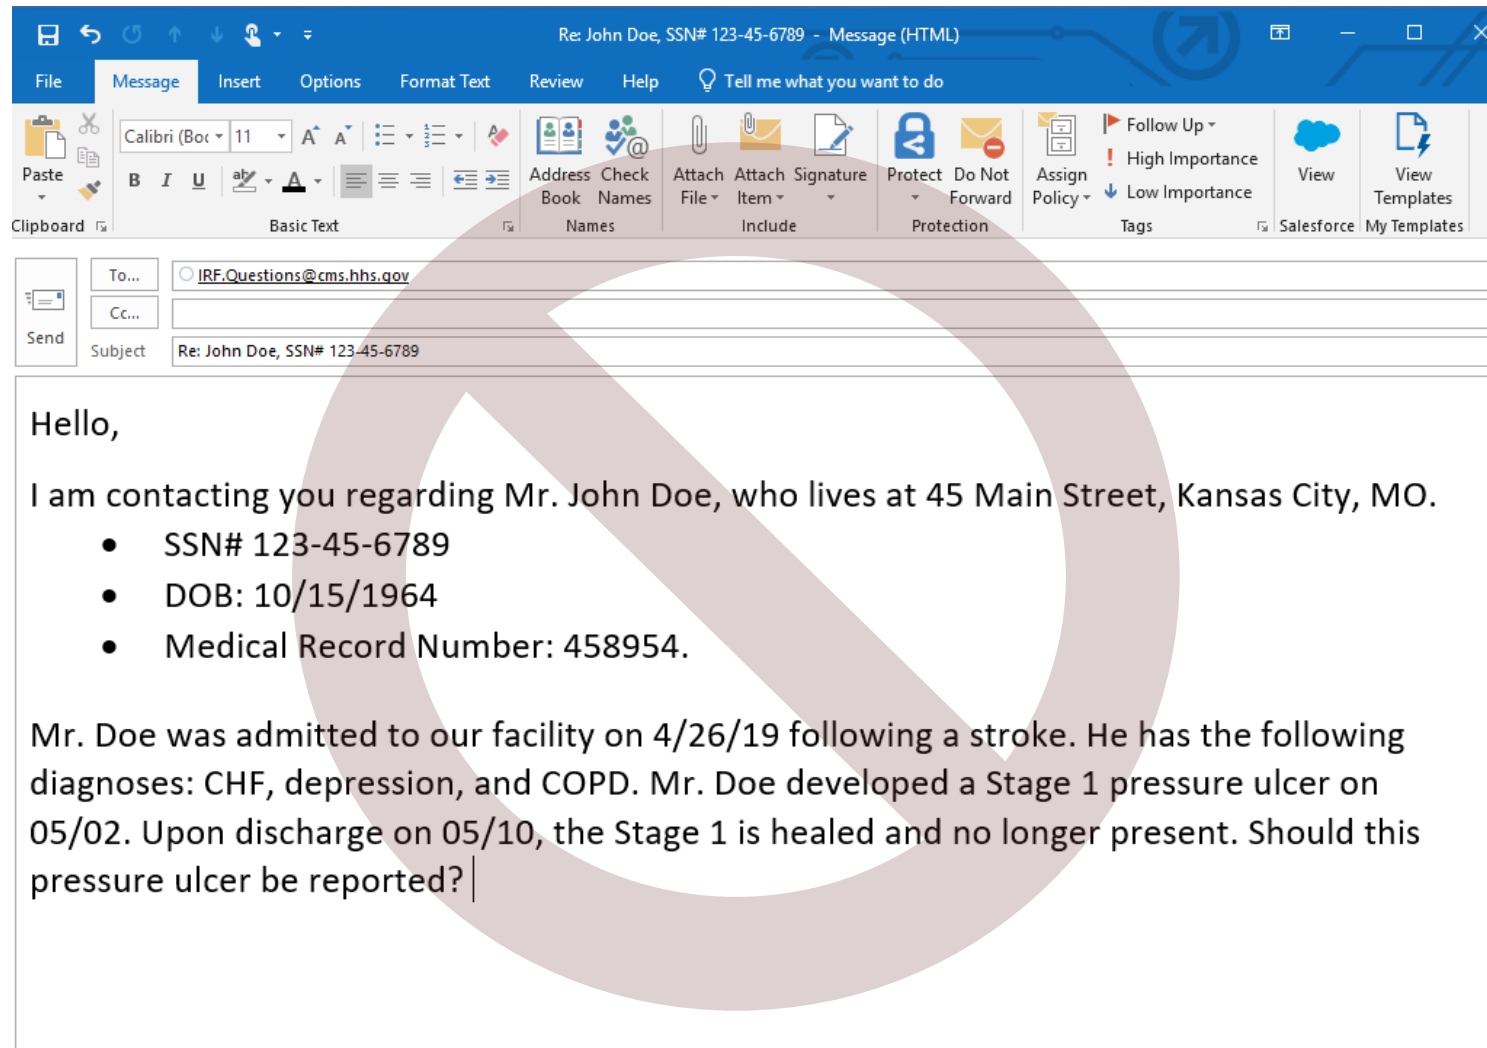 Re: John Doe, SSN# 123-45-6789 - Message (HTML)
File Message Insert Options Format Text Review Help Tell me what you want to do
Paste
Clipboard
Calibri (Boc 11 A A
B I U ab A
Basic Text
Address Book
Check Names
Names
Attach File
Attach Item
Signature
Include
Protect
Do Not Forward
Protection
Assign Policy
Follow Up
High Importance
Low Importance
Tags
View
Salesforce
View Templates
My Templates
Send
To... IRF.Questions@cms.hhs.gov
Cc...
Subject Re: John Doe, SSN# 123-45-6789
Hello,
I am contacting you regarding Mr. John Doe, who lives at 45 Main Street, Kansas City, MO.
• SSN# 123-45-6789
• DOB: 10/15/1964
• Medical Record Number: 458954.
Mr. Doe was admitted to our facility on 4/26/19 following a stroke. He has the following
diagnoses: CHF, depression, and COPD. Mr. Doe developed a Stage 1 pressure ulcer on
05/02. Upon discharge on 05/10, the Stage 1 is healed and no longer present. Should this
pressure ulcer be reported?